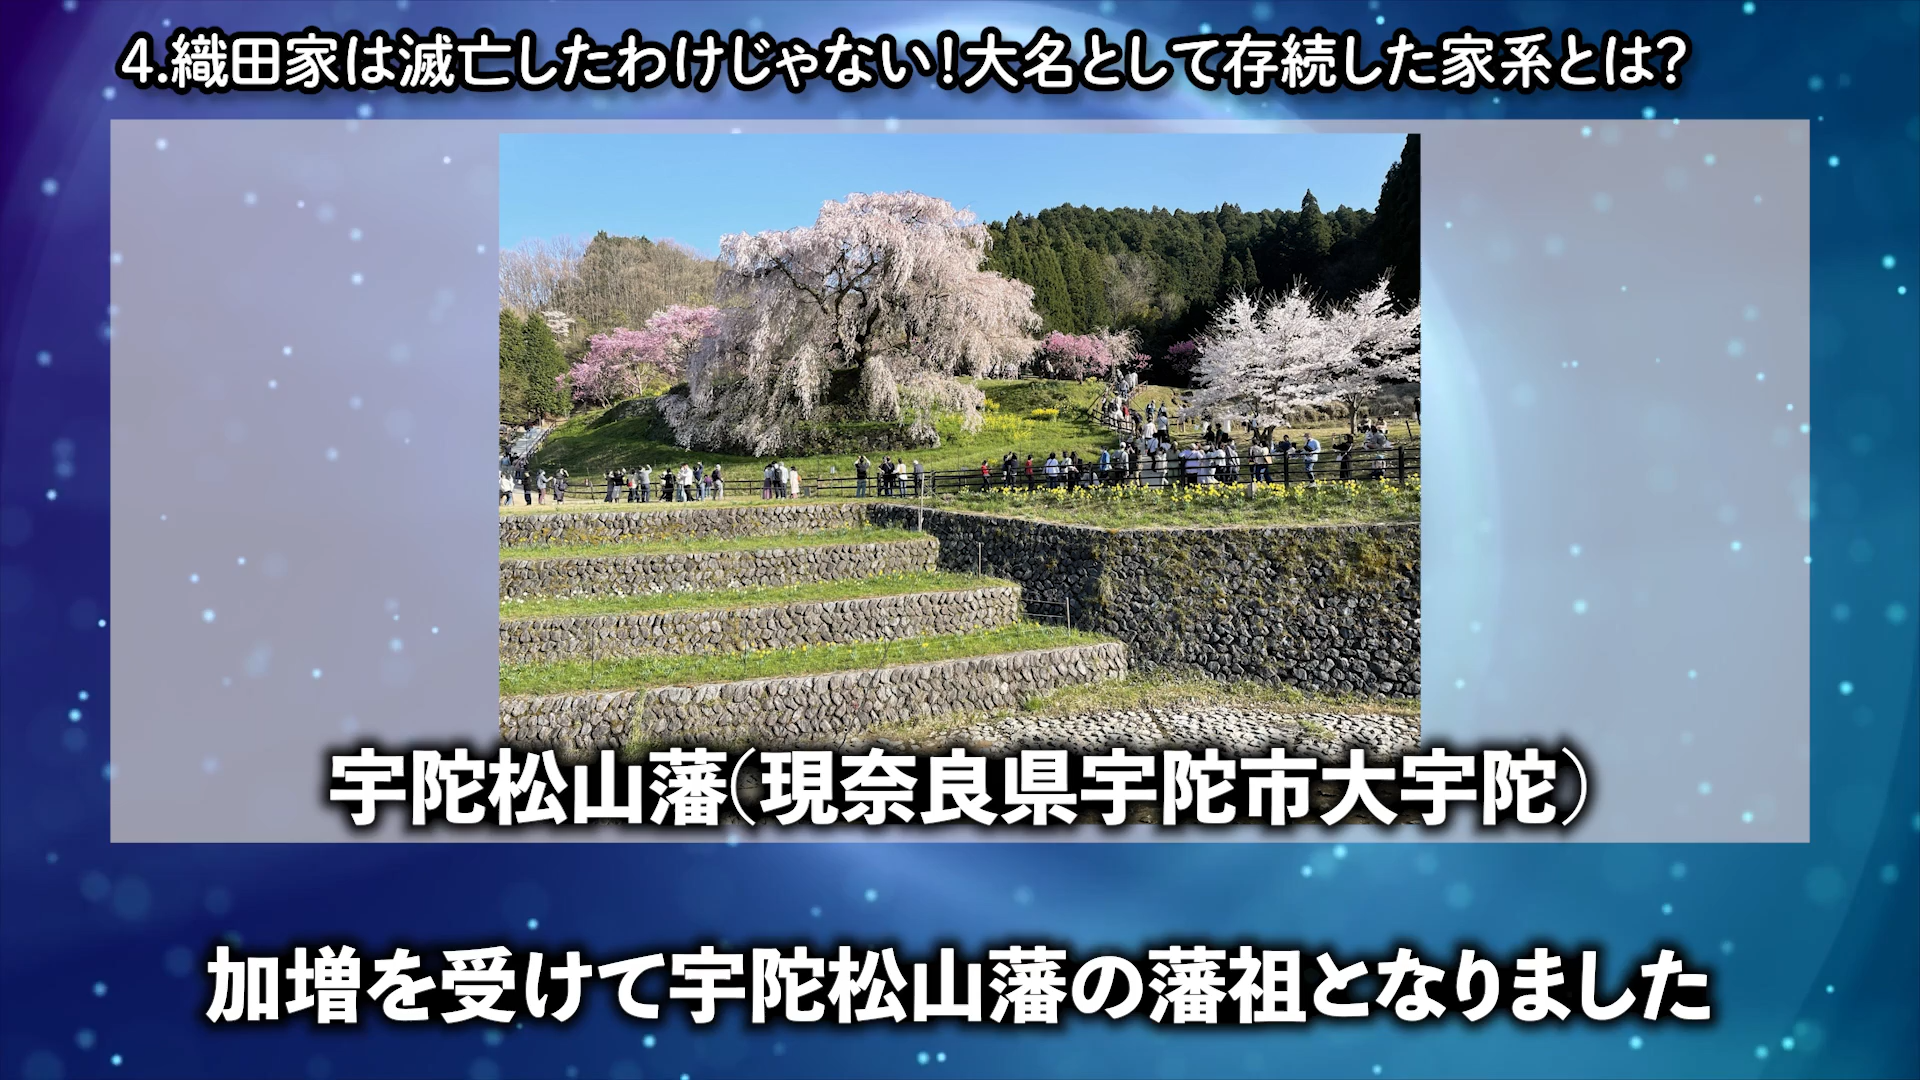 4.織田家は滅亡したわけじゃない!大名として存続した家系とは?
宇陀松山藩(現奈良県宇陀市大宇陀)
加増を受けて宇陀松山藩の藩祖となりました